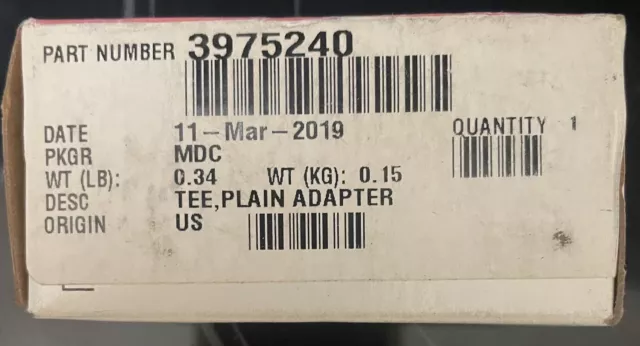 PART NUMBER 3975240
DATE 11-Mar-2019 QUANTITY 1
PKGR MDC
WT (LB): 0.34 WT (KG): 0.15
DESC TEE,PLAIN ADAPTER
ORIGIN US